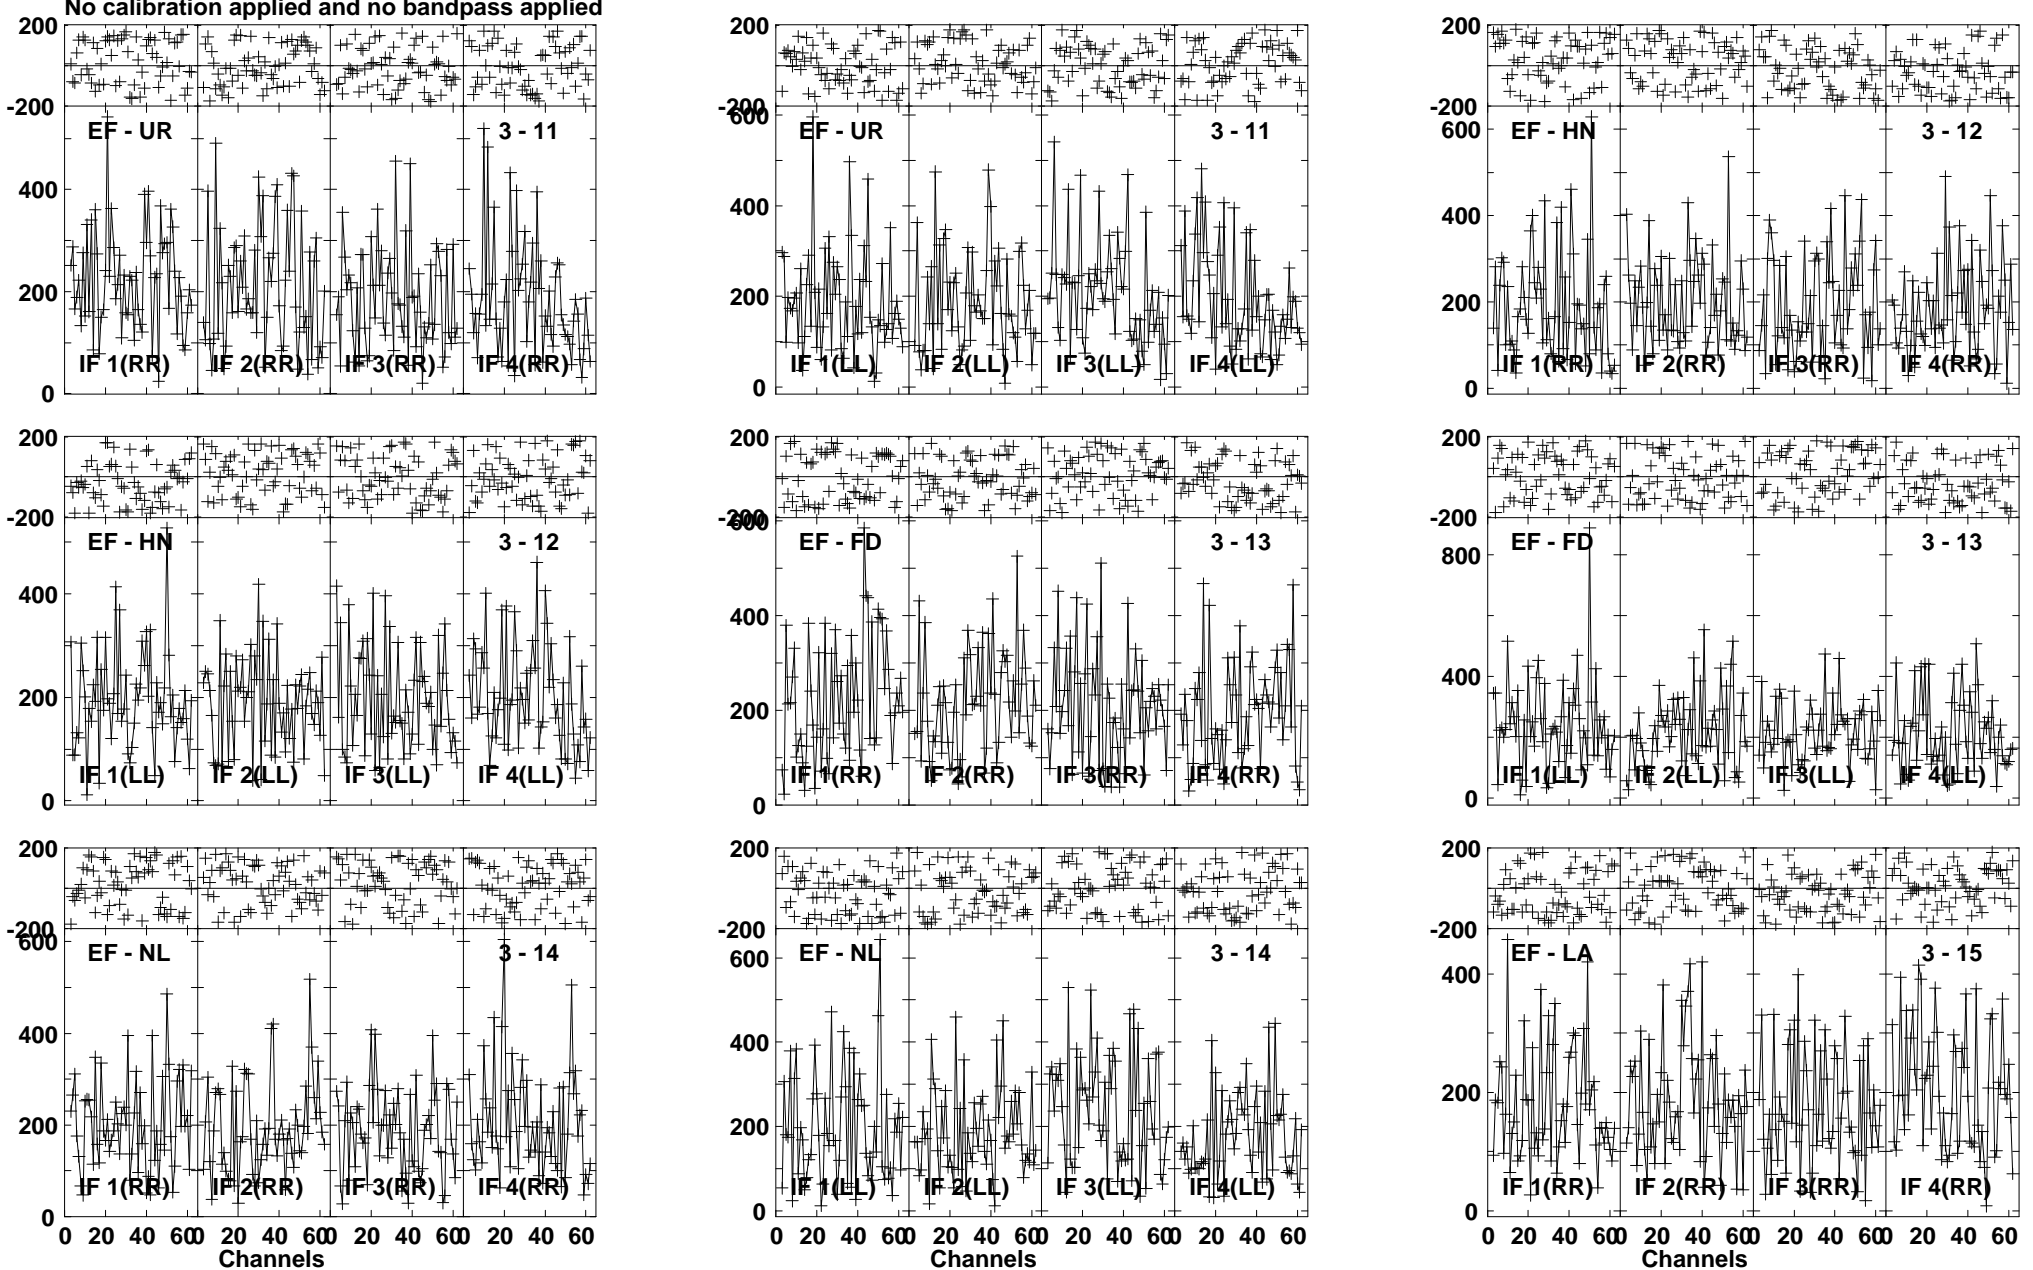 No calibration applied and no bandpass applied
200
-200
EF - UR
3 - 11
400
200
0
IF 1(RR)
IF 2(RR)
IF 3(RR)
IF 4(RR)
200
-200
600
EF - UR
3 - 11
400
200
0
IF 1(LL)
IF 2(LL)
IF 3(LL)
IF 4(LL)
200
-200
600
EF - HN
3 - 12
400
200
0
IF 1(RR)
IF 2(RR)
IF 3(RR)
IF 4(RR)
200
-200
EF - HN
3 - 12
400
200
0
IF 1(LL)
IF 2(LL)
IF 3(LL)
IF 4(LL)
200
-200
600
EF - FD
3 - 13
400
200
0
IF 1(RR)
IF 2(RR)
IF 3(RR)
IF 4(RR)
200
-200
800
EF - FD
3 - 13
400
0
IF 1(LL)
IF 2(LL)
IF 3(LL)
IF 4(LL)
200
-200
600
EF - NL
3 - 14
400
200
0
IF 1(RR)
IF 2(RR)
IF 3(RR)
IF 4(RR)
0 20 40 60 0 20 40 60 0 20 40 60 0 20 40 60
Channels
200
-200
600
EF - NL
3 - 14
400
200
0
IF 1(LL)
IF 2(LL)
IF 3(LL)
IF 4(LL)
0 20 40 60 0 20 40 60 0 20 40 60 0 20 40 60
Channels
200
-200
EF - LA
3 - 15
400
200
0
IF 1(RR)
IF 2(RR)
IF 3(RR)
IF 4(RR)
0 20 40 60 0 20 40 60 0 20 40 60 0 20 40 60
Channels